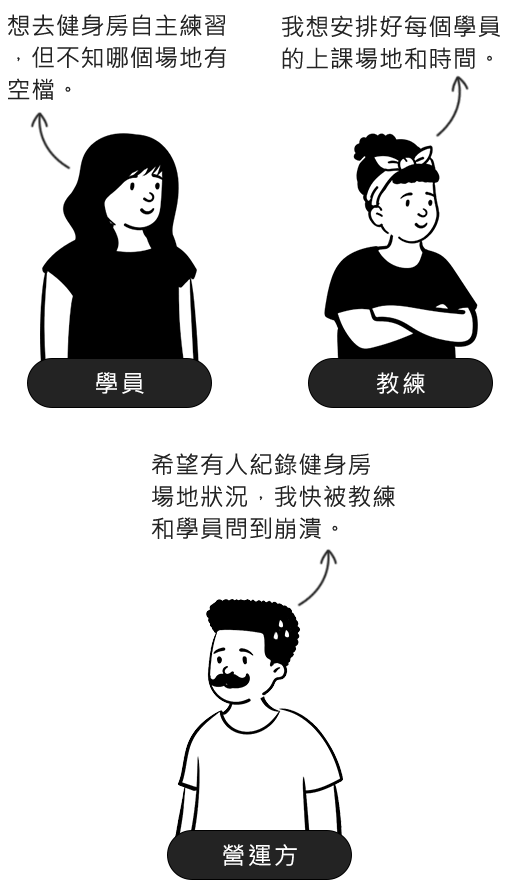 想去健身房自主練習
，但不知哪個場地有
空檔。
我想安排好每個學員
的上課場地和時間。
學員
教練
希望有人紀錄健身房
場地狀況，我快被教練
和學員問到崩潰。
營運方